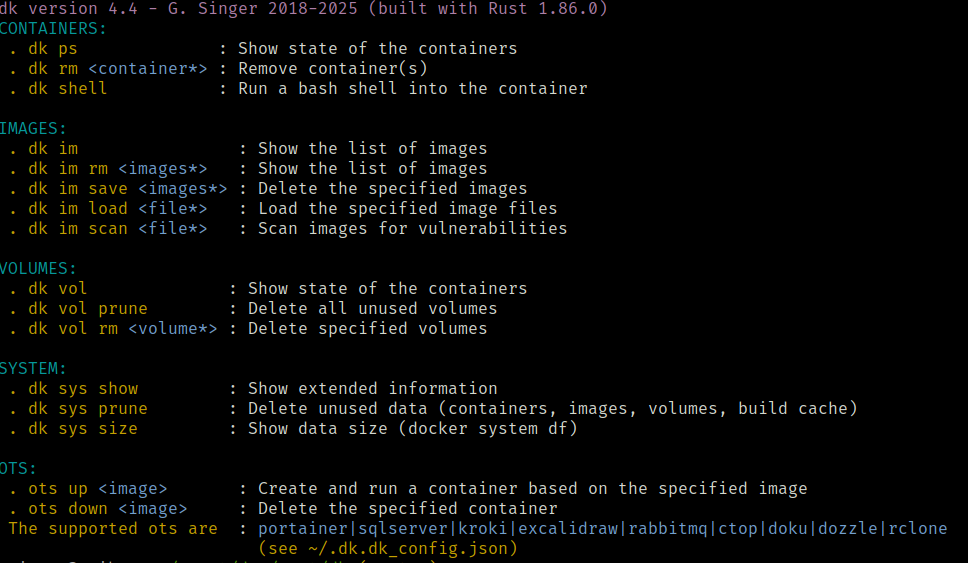 dk version 4.4 - G. Singer 2018-2025 (built with Rust 1.86.0)
CONTAINERS:
. dk ps : Show state of the containers
. dk rm <container*> : Remove container(s)
. dk shell : Run a bash shell into the container
IMAGES:
. dk im : Show the list of images
. dk im rm <images*> : Show the list of images
. dk im save <images*> : Delete the specified images
. dk im load <file*> : Load the specified image files
. dk im scan <file*> : Scan images for vulnerabilities
VOLUMES:
. dk vol : Show state of the containers
. dk vol prune : Delete all unused volumes
. dk vol rm <volume*> : Delete specified volumes
SYSTEM:
. dk sys show : Show extended information
. dk sys prune : Delete unused data (containers, images, volumes, build cache)
. dk sys size : Show data size (docker system df)
OTS:
. ots up <image> : Create and run a container based on the specified image
. ots down <image> : Delete the specified container
The supported ots are : portainer|sqlserver|kroki|excalidraw|rabbitmq|ctop|doku|dozzle|rclone
(see ~/.dk.dk_config.json)